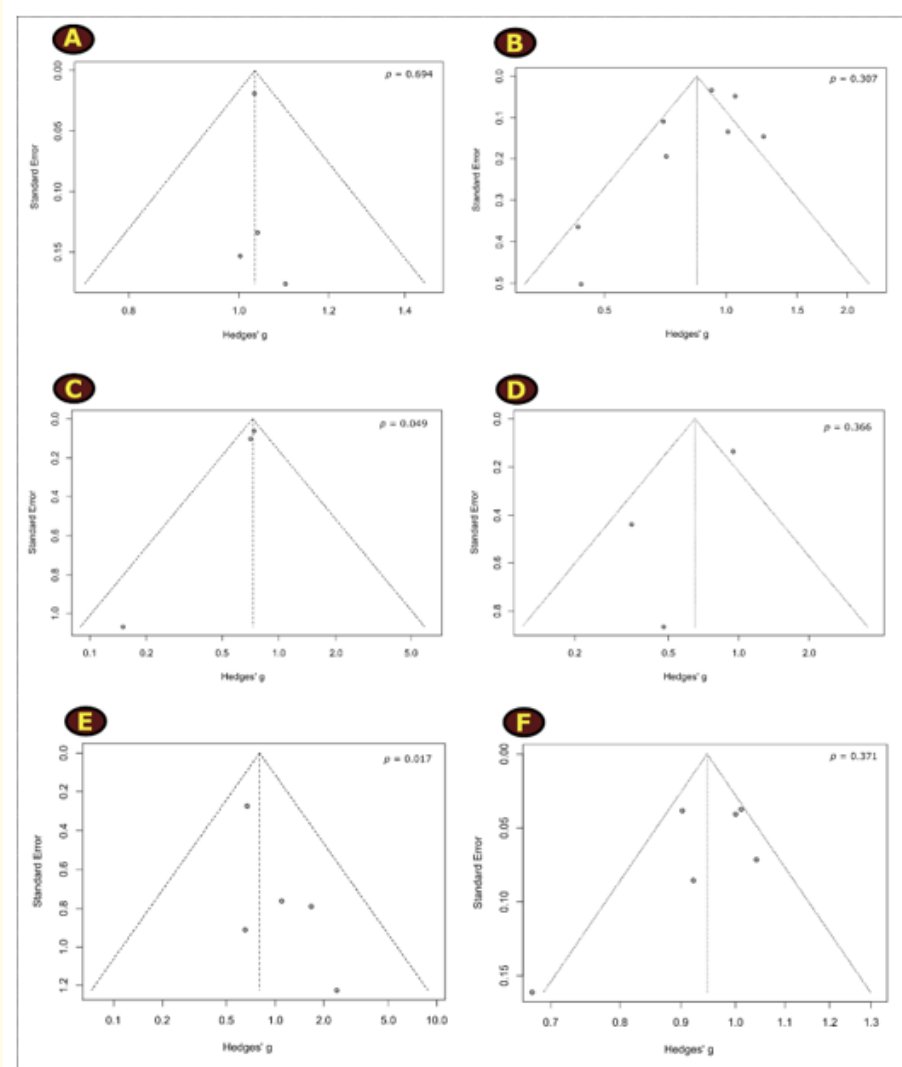 A
p = 0.694
0.00
0.05
0.10
0.15
Standard Error
0.8
1.0
1.2
1.4
Hedges' g
B
p = 0.307
0.0
0.1
0.2
0.3
0.4
0.5
Standard Error
0.5
1.0
1.5
2.0
Hedges' g
C
p = 0.049
0.0
0.2
0.4
0.6
0.8
1.0
Standard Error
0.1
0.2
0.5
1.0
2.0
5.0
Hedges' g
D
p = 0.366
0.0
0.2
0.4
0.6
0.8
Standard Error
0.2
0.5
1.0
2.0
Hedges' g
E
p = 0.017
0.0
0.2
0.4
0.6
0.8
1.0
1.2
Standard Error
0.1
0.2
0.5
1.0
2.0
5.0
10.0
Hedges' g
F
p = 0.371
0.00
0.05
0.10
0.15
Standard Error
0.7
0.8
0.9
1.0
1.1
1.2
1.3
Hedges' g